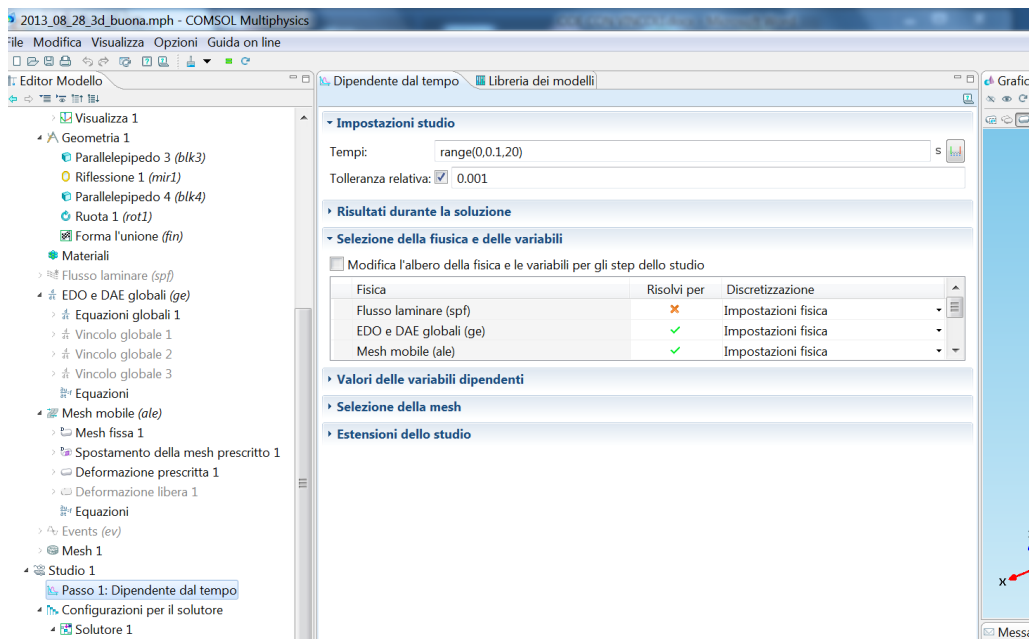 2013_08_28_3d_buona.mph - COMSOL Multiphysics
File Modifica Visualizza Opzioni Guida on line
Editor Modello
Visualizza 1
Geometria 1
Parallelepipedo 3 (blk3)
Riflessione 1 (mir1)
Parallelepipedo 4 (blk4)
Ruota 1 (rot1)
Forma l'unione (fin)
Materiali
Flusso laminare (spf)
EDO e DAE globali (ge)
Equazioni globali 1
Vincolo globale 1
Vincolo globale 2
Vincolo globale 3
Equazioni
Mesh mobile (ale)
Mesh fissa 1
Spostamento della mesh prescritto 1
Deformazione prescritta 1
Deformazione libera 1
Equazioni
Events (ev)
Mesh 1
Studio 1
Passo 1: Dipendente dal tempo
Configurazioni per il solutore
Solutore 1
Dipendente dal tempo Libreria dei modelli
Impostazioni studio
Tempi: range(0,0.1,20) s
Tolleranza relativa: 0.001
Risultati durante la soluzione
Selezione della fiusica e delle variabili
Modifica l'albero della fisica e le variabili per gli step dello studio
Fisica Risolvi per Discretizzazione
Flusso laminare (spf) Impostazioni fisica
EDO e DAE globali (ge) Impostazioni fisica
Mesh mobile (ale) Impostazioni fisica
Valori delle variabili dipendenti
Selezione della mesh
Estensioni dello studio
Grafic
x
Messa